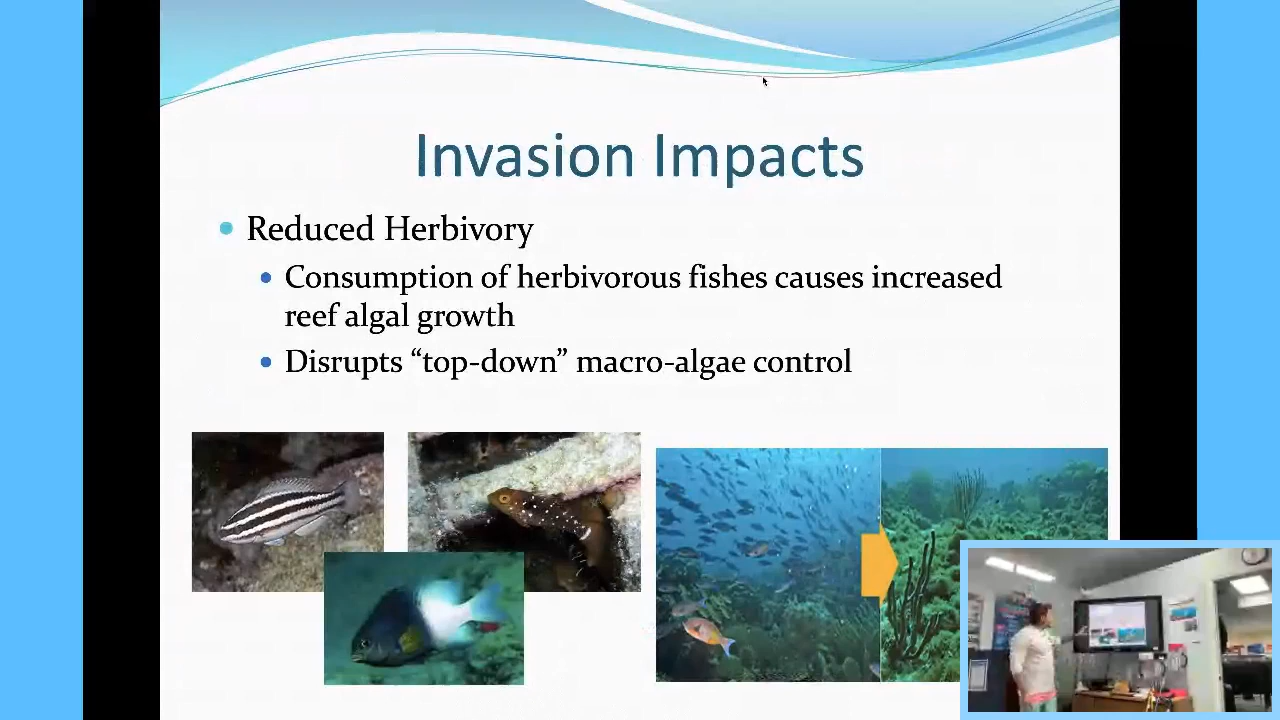 Invasion Impacts
Reduced Herbivory
Consumption of herbivorous fishes causes increased
reef algal growth
Disrupts “top-down” macro-algae control